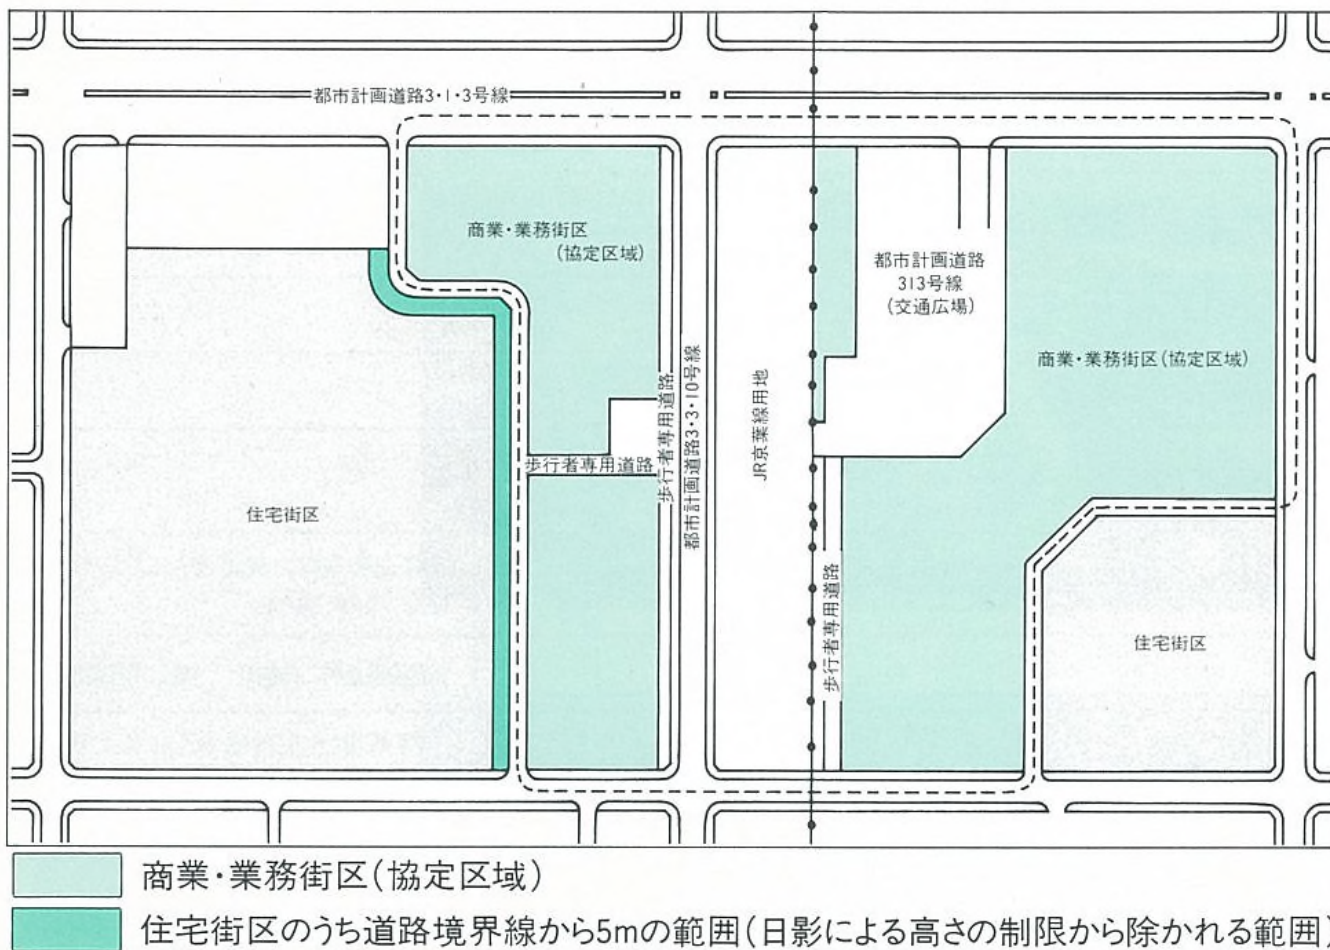 都市計画道路3・1・3号線
商業・業務街区
(協定区域)
都市計画道路
313号線
(交通広場)
商業・業務街区(協定区域)
歩行者専用道路
都市計画道路3・3・10号線
JR京葉線用地
歩行者専用道路
住宅街区
歩行者専用道路
住宅街区
商業・業務街区(協定区域)
住宅街区のうち道路境界線から5mの範囲(日影による高さの制限から除かれる範囲)